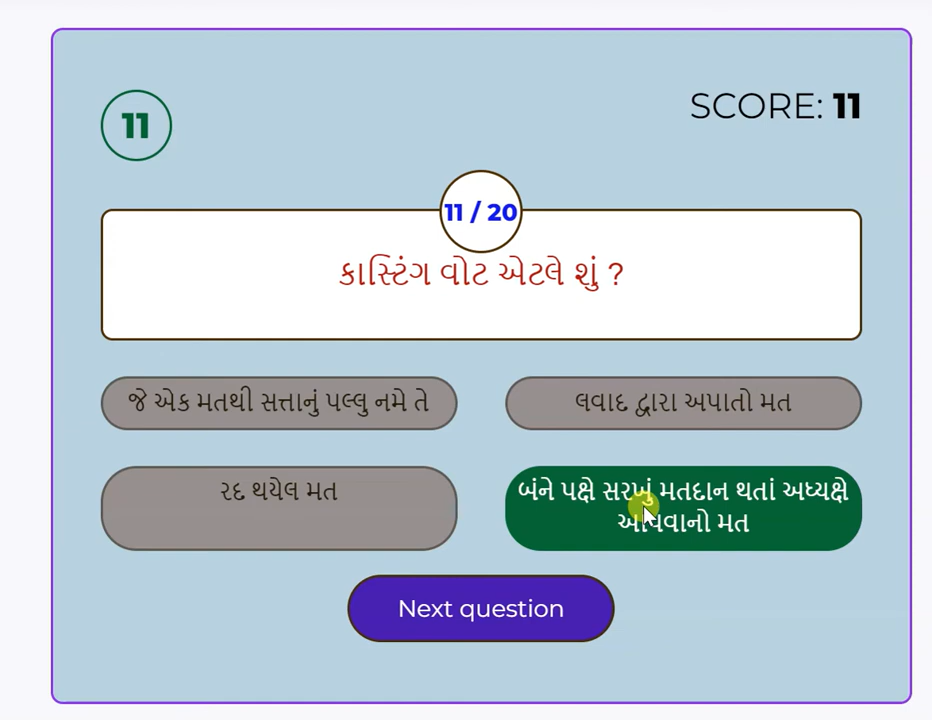 11
SCORE: 11
11 / 20
કાસ્ટિંગ વોટ એટલે શું ?
જે એક મતથી સત્તાનું પલ્લુ નમે તે
લવાદ દ્વારા અપાતો મત
રદ થયેલ મત
બંને પક્ષે સરખું મતદાન થતાં અધ્યક્ષે
આપવાનો મત
Next question